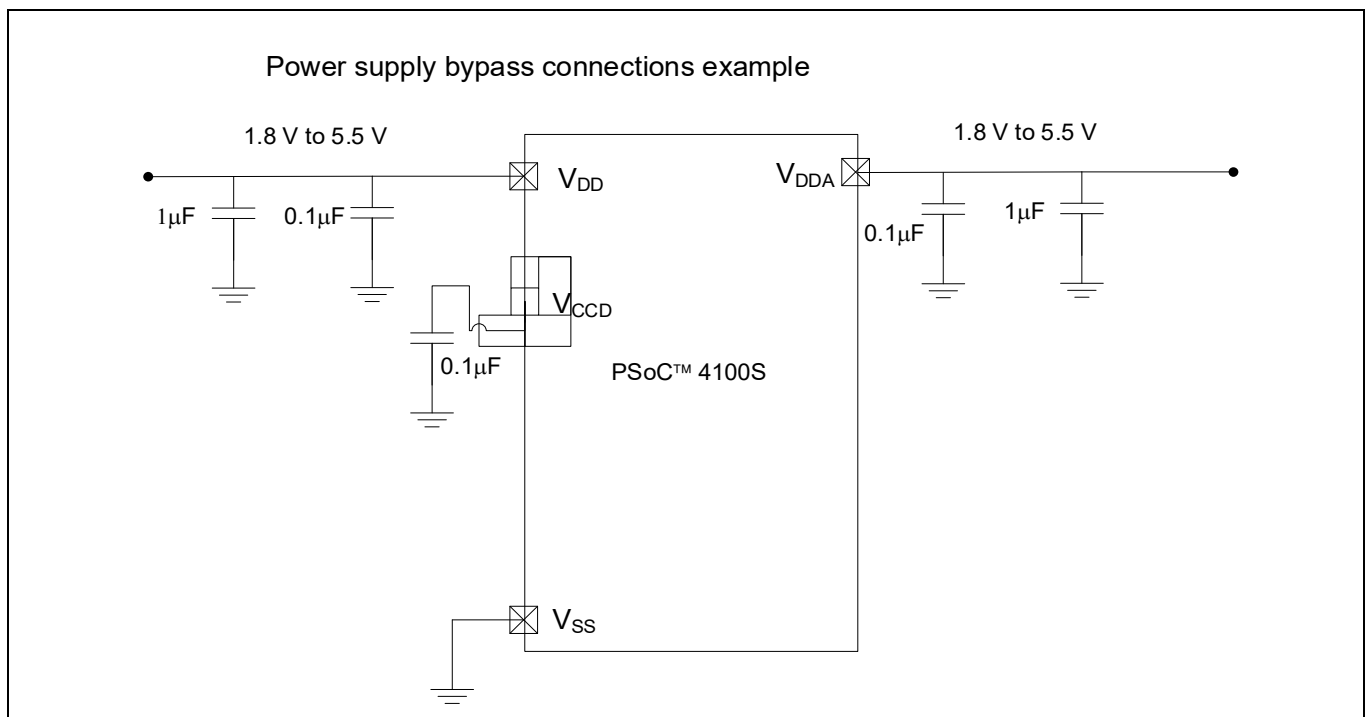 Power supply bypass connections example
1.8 V to 5.5 V
1.8 V to 5.5 V
VDD
VDDA
1μF
0.1μF
0.1μF
1μF
VCCD
0.1μF
PSoC™ 4100S
VSS